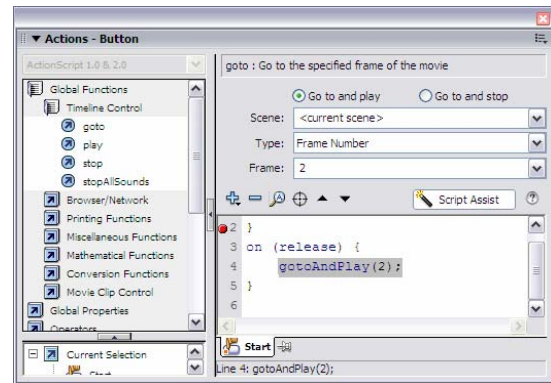 Actions - Button
ActionScript 1.0 & 2.0
Global Functions
Timeline Control
goto
play
stop
stopAllSounds
Browser/Network
Printing Functions
Miscellaneous Functions
Mathematical Functions
Conversion Functions
Movie Clip Control
Global Properties
Operators
Current Selection
goto : Go to the specified frame of the movie
Go to and play Go to and stop
Scene: <current scene>
Type: Frame Number
Frame: 2
Script Assist
2 }
3 on (release) {
4 gotoAndPlay(2);
5 }
6
Start
Line 4: gotoAndPlay(2);